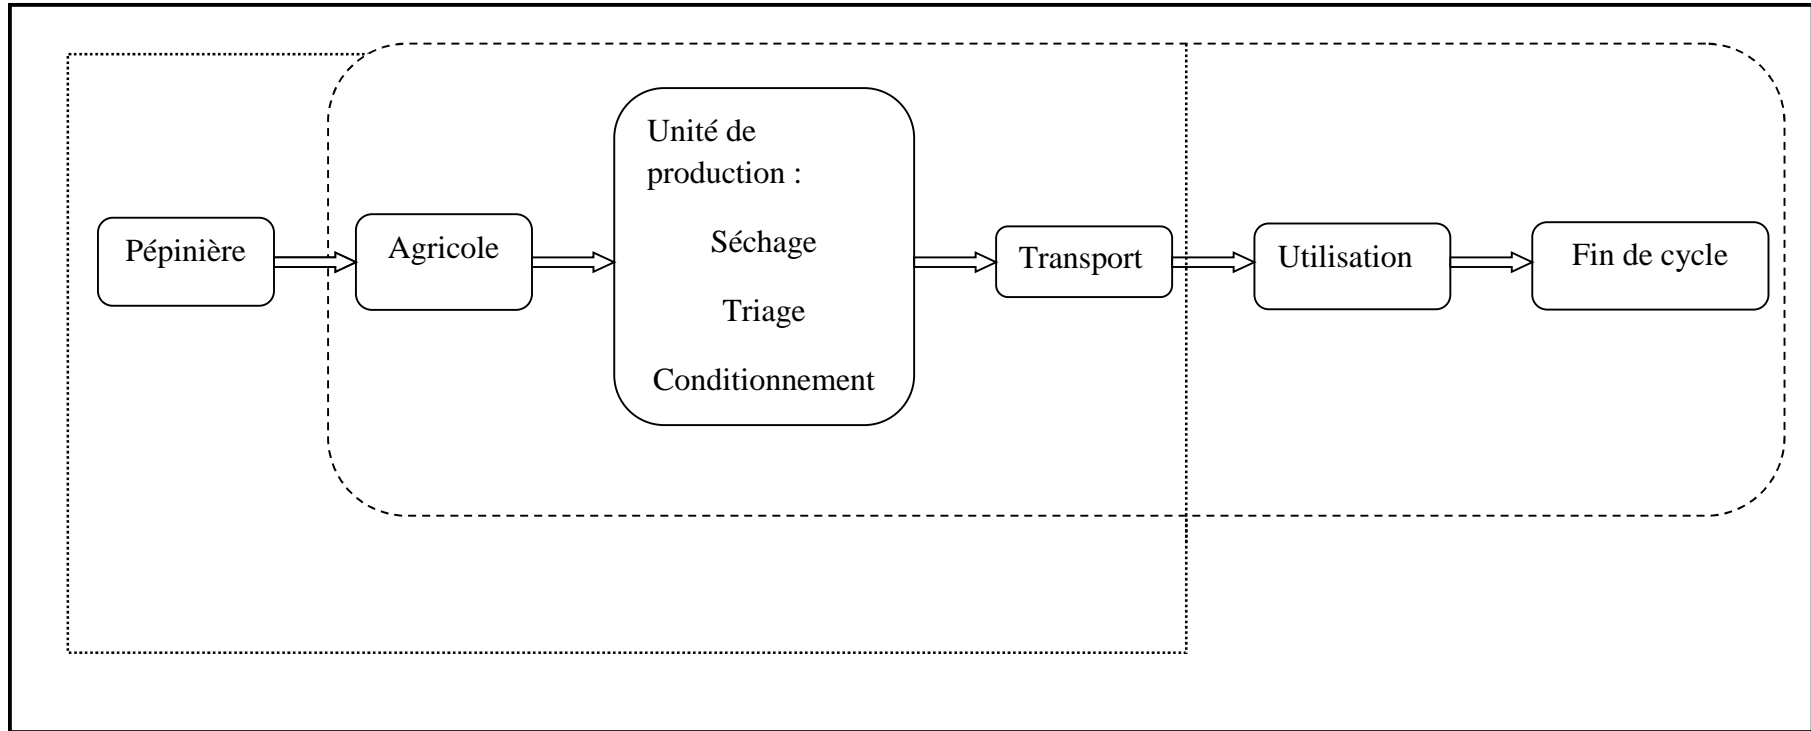 Pépinière
Agricole
Unité de
production :
Séchage
Triage
Conditionnement
Transport
Utilisation
Fin de cycle